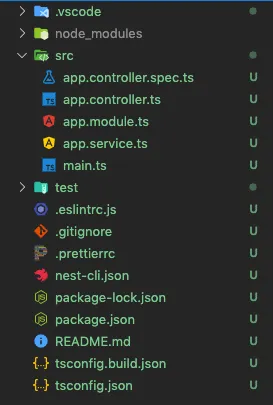 .vscode
node_modules
src
app.controller.spec.ts U
app.controller.ts U
app.module.ts U
app.service.ts U
main.ts U
test
.eslintrc.js U
.gitignore U
.prettierrc U
nest-cli.json U
package-lock.json U
package.json U
README.md U
{..} tsconfig.build.json U
{..} tsconfig.json U